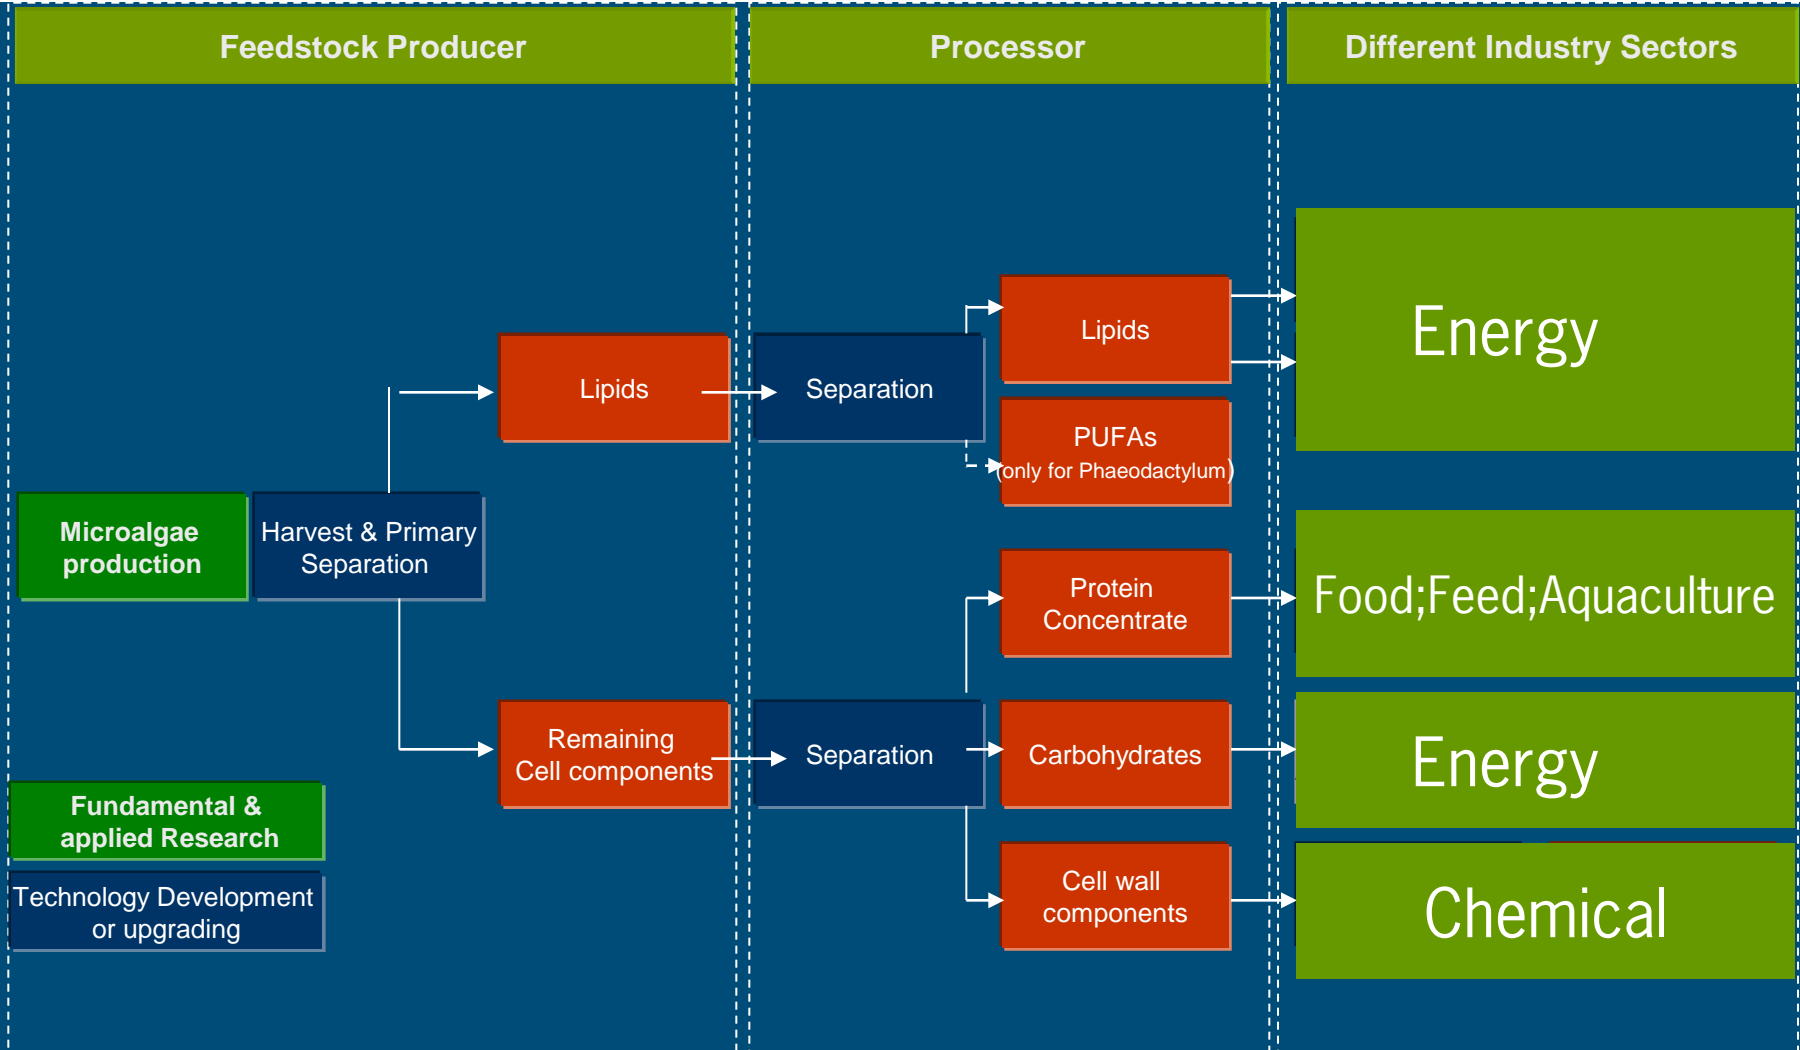 Feedstock Producer
Processor
Different Industry Sectors
Lipids
Separation
Lipids
PUFAs
(only for Phaeodactylum)
Energy
Microalgae
production
Harvest & Primary
Separation
Protein
Concentrate
Food;Feed;Aquaculture
Remaining
Cell components
Separation
Carbohydrates
Energy
Fundamental &
applied Research
Technology Development
or upgrading
Cell wall
components
Chemical